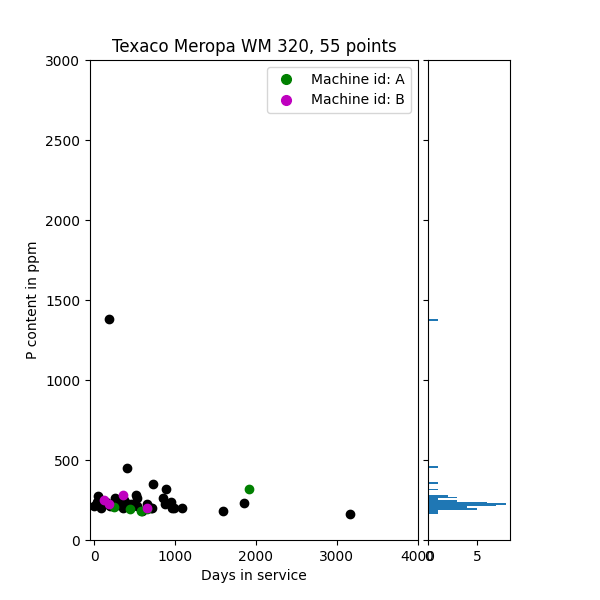 Texaco Meropa WM 320, 55 points
Machine id: A
Machine id: B
P content in ppm
3000
2500
2000
1500
1000
500
0
0 1000 2000 3000 4000
0 5
Days in service